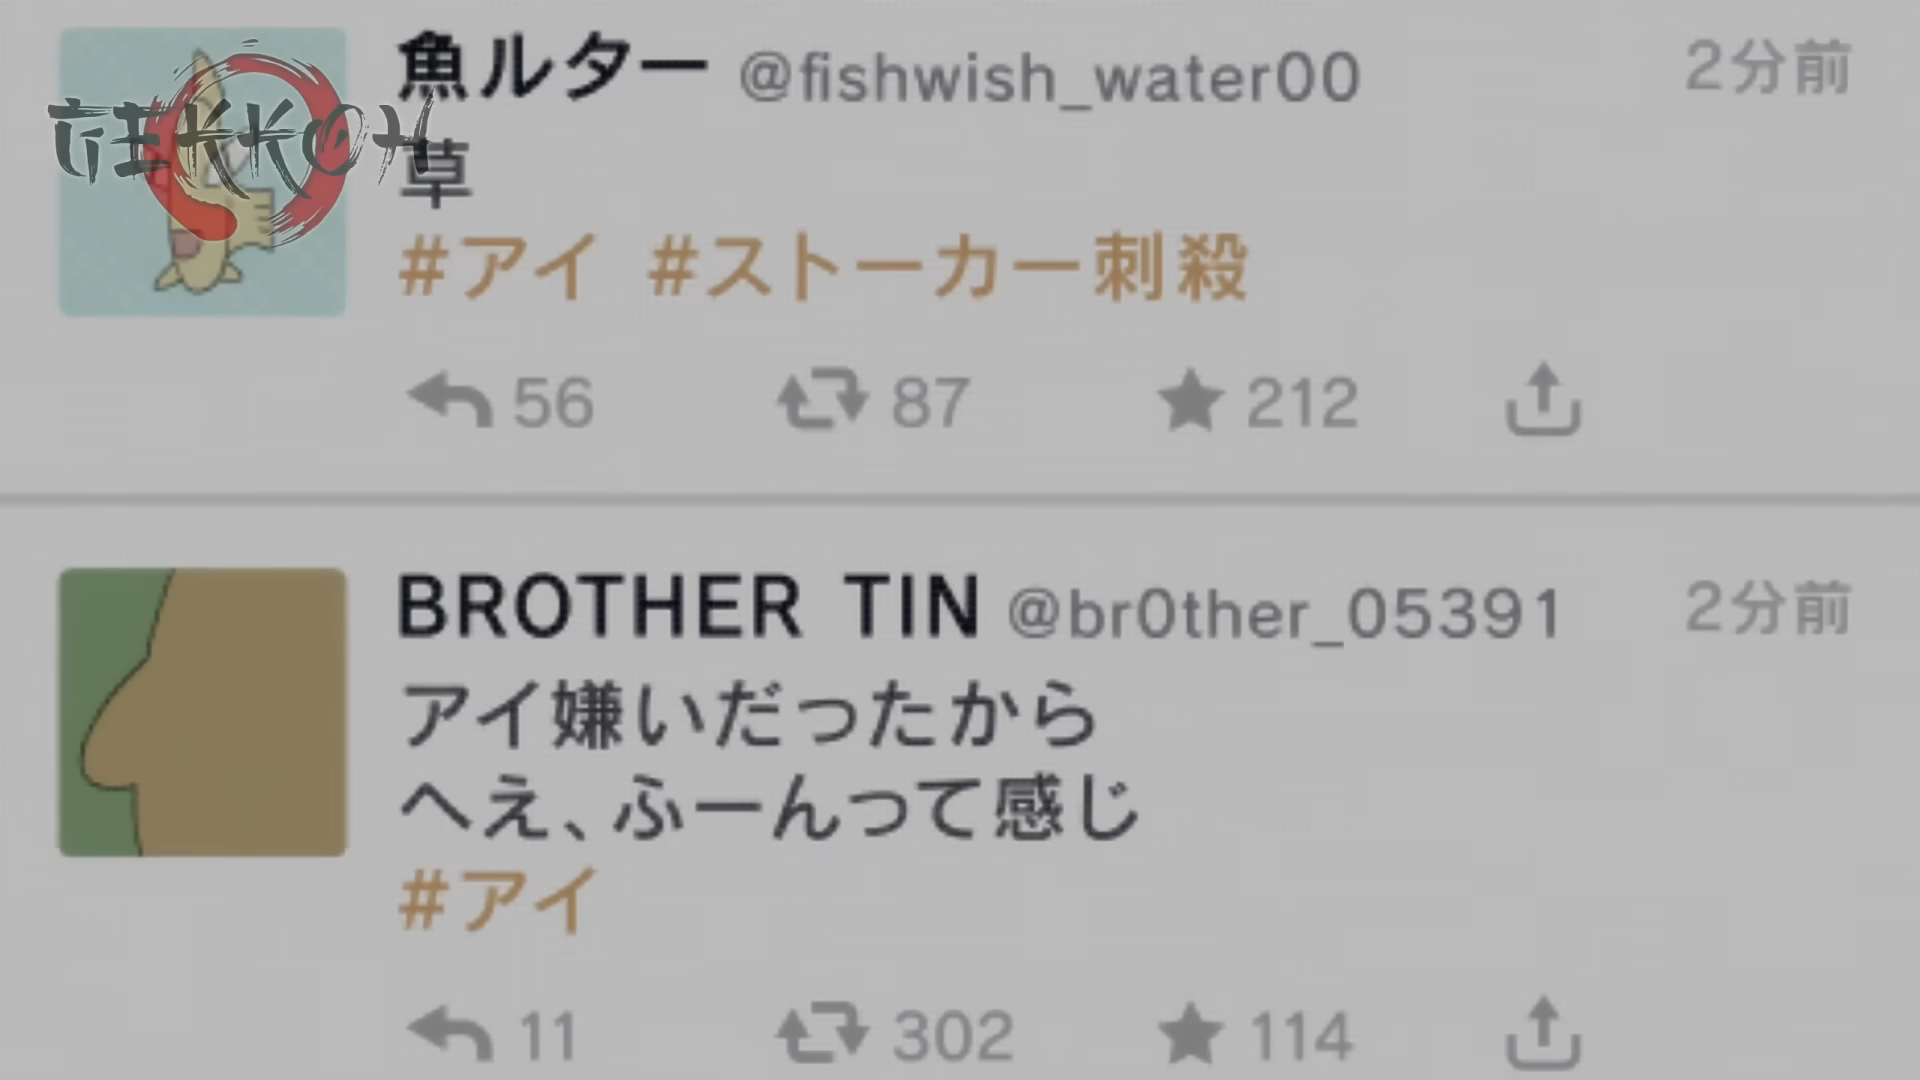 魚ルター @fishwish_water00 2分前
GEKKOH
草
#アイ #ストーカー刺殺
56 87 212
BROTHER TIN @br0ther_05391 2分前
アイ嫌いだったから
へえ、ふーんって感じ
#アイ
11 302 114